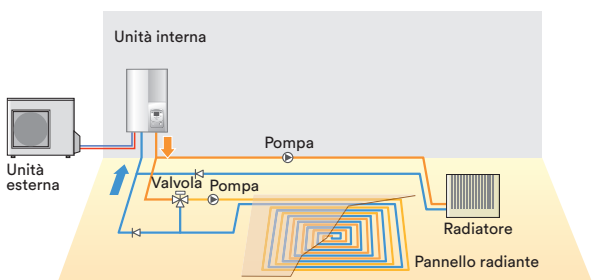 Unità interna
Pompa
Unità
esterna
Valvola
Pompa
Radiatore
Pannello radiante